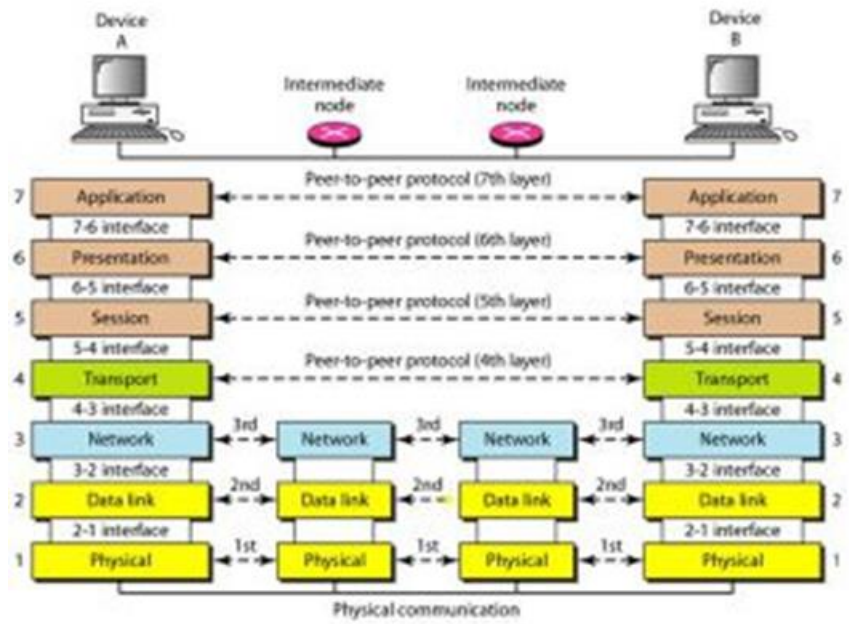 Device
A
Device
B
Intermediate
node
Intermediate
node
Peer-to-peer protocol (7th layer)
7 Application Application 7
7-6 interface 7-6 interface
Peer-to-peer protocol (6th layer)
6 Presentation Presentation 6
6-5 interface 6-5 interface
Peer-to-peer protocol (5th layer)
5 Session Session 5
5-4 interface 5-4 interface
Peer-to-peer protocol (4th layer)
4 Transport Transport 4
4-3 interface 4-3 interface
3rd 3rd 3rd
3 Network Network Network Network 3
3-2 interface 3-2 interface
2nd 2nd 2nd
2 Data link Data link Data link Data link 2
2-1 interface 2-1 interface
1st 1st 1st
1 Physical Physical Physical Physical 1
Physical communication